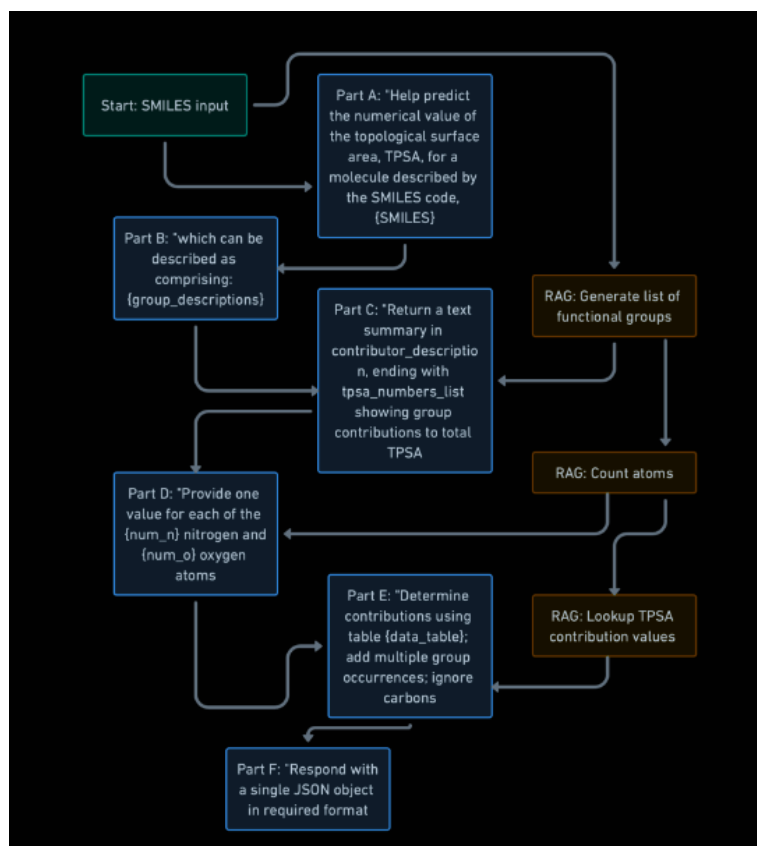 Start: SMILES input
Part A: "Help predict
the numerical value of
the topological surface
area, TPSA, for a
molecule described by
the SMILES code,
{SMILES}
Part B: "which can be
described as
comprising:
{group_descriptions}
RAG: Generate list of
functional groups
Part C: "Return a text
summary in
contributor_descriptio
n, ending with
tpsa_numbers_list
showing group
contributions to total
TPSA
RAG: Count atoms
Part D: "Provide one
value for each of the
{num_n} nitrogen and
{num_o} oxygen
atoms
Part E: "Determine
contributions using
table {data_table};
add multiple group
occurrences; ignore
carbons
RAG: Lookup TPSA
contribution values
Part F: "Respond with
a single JSON object
in required format